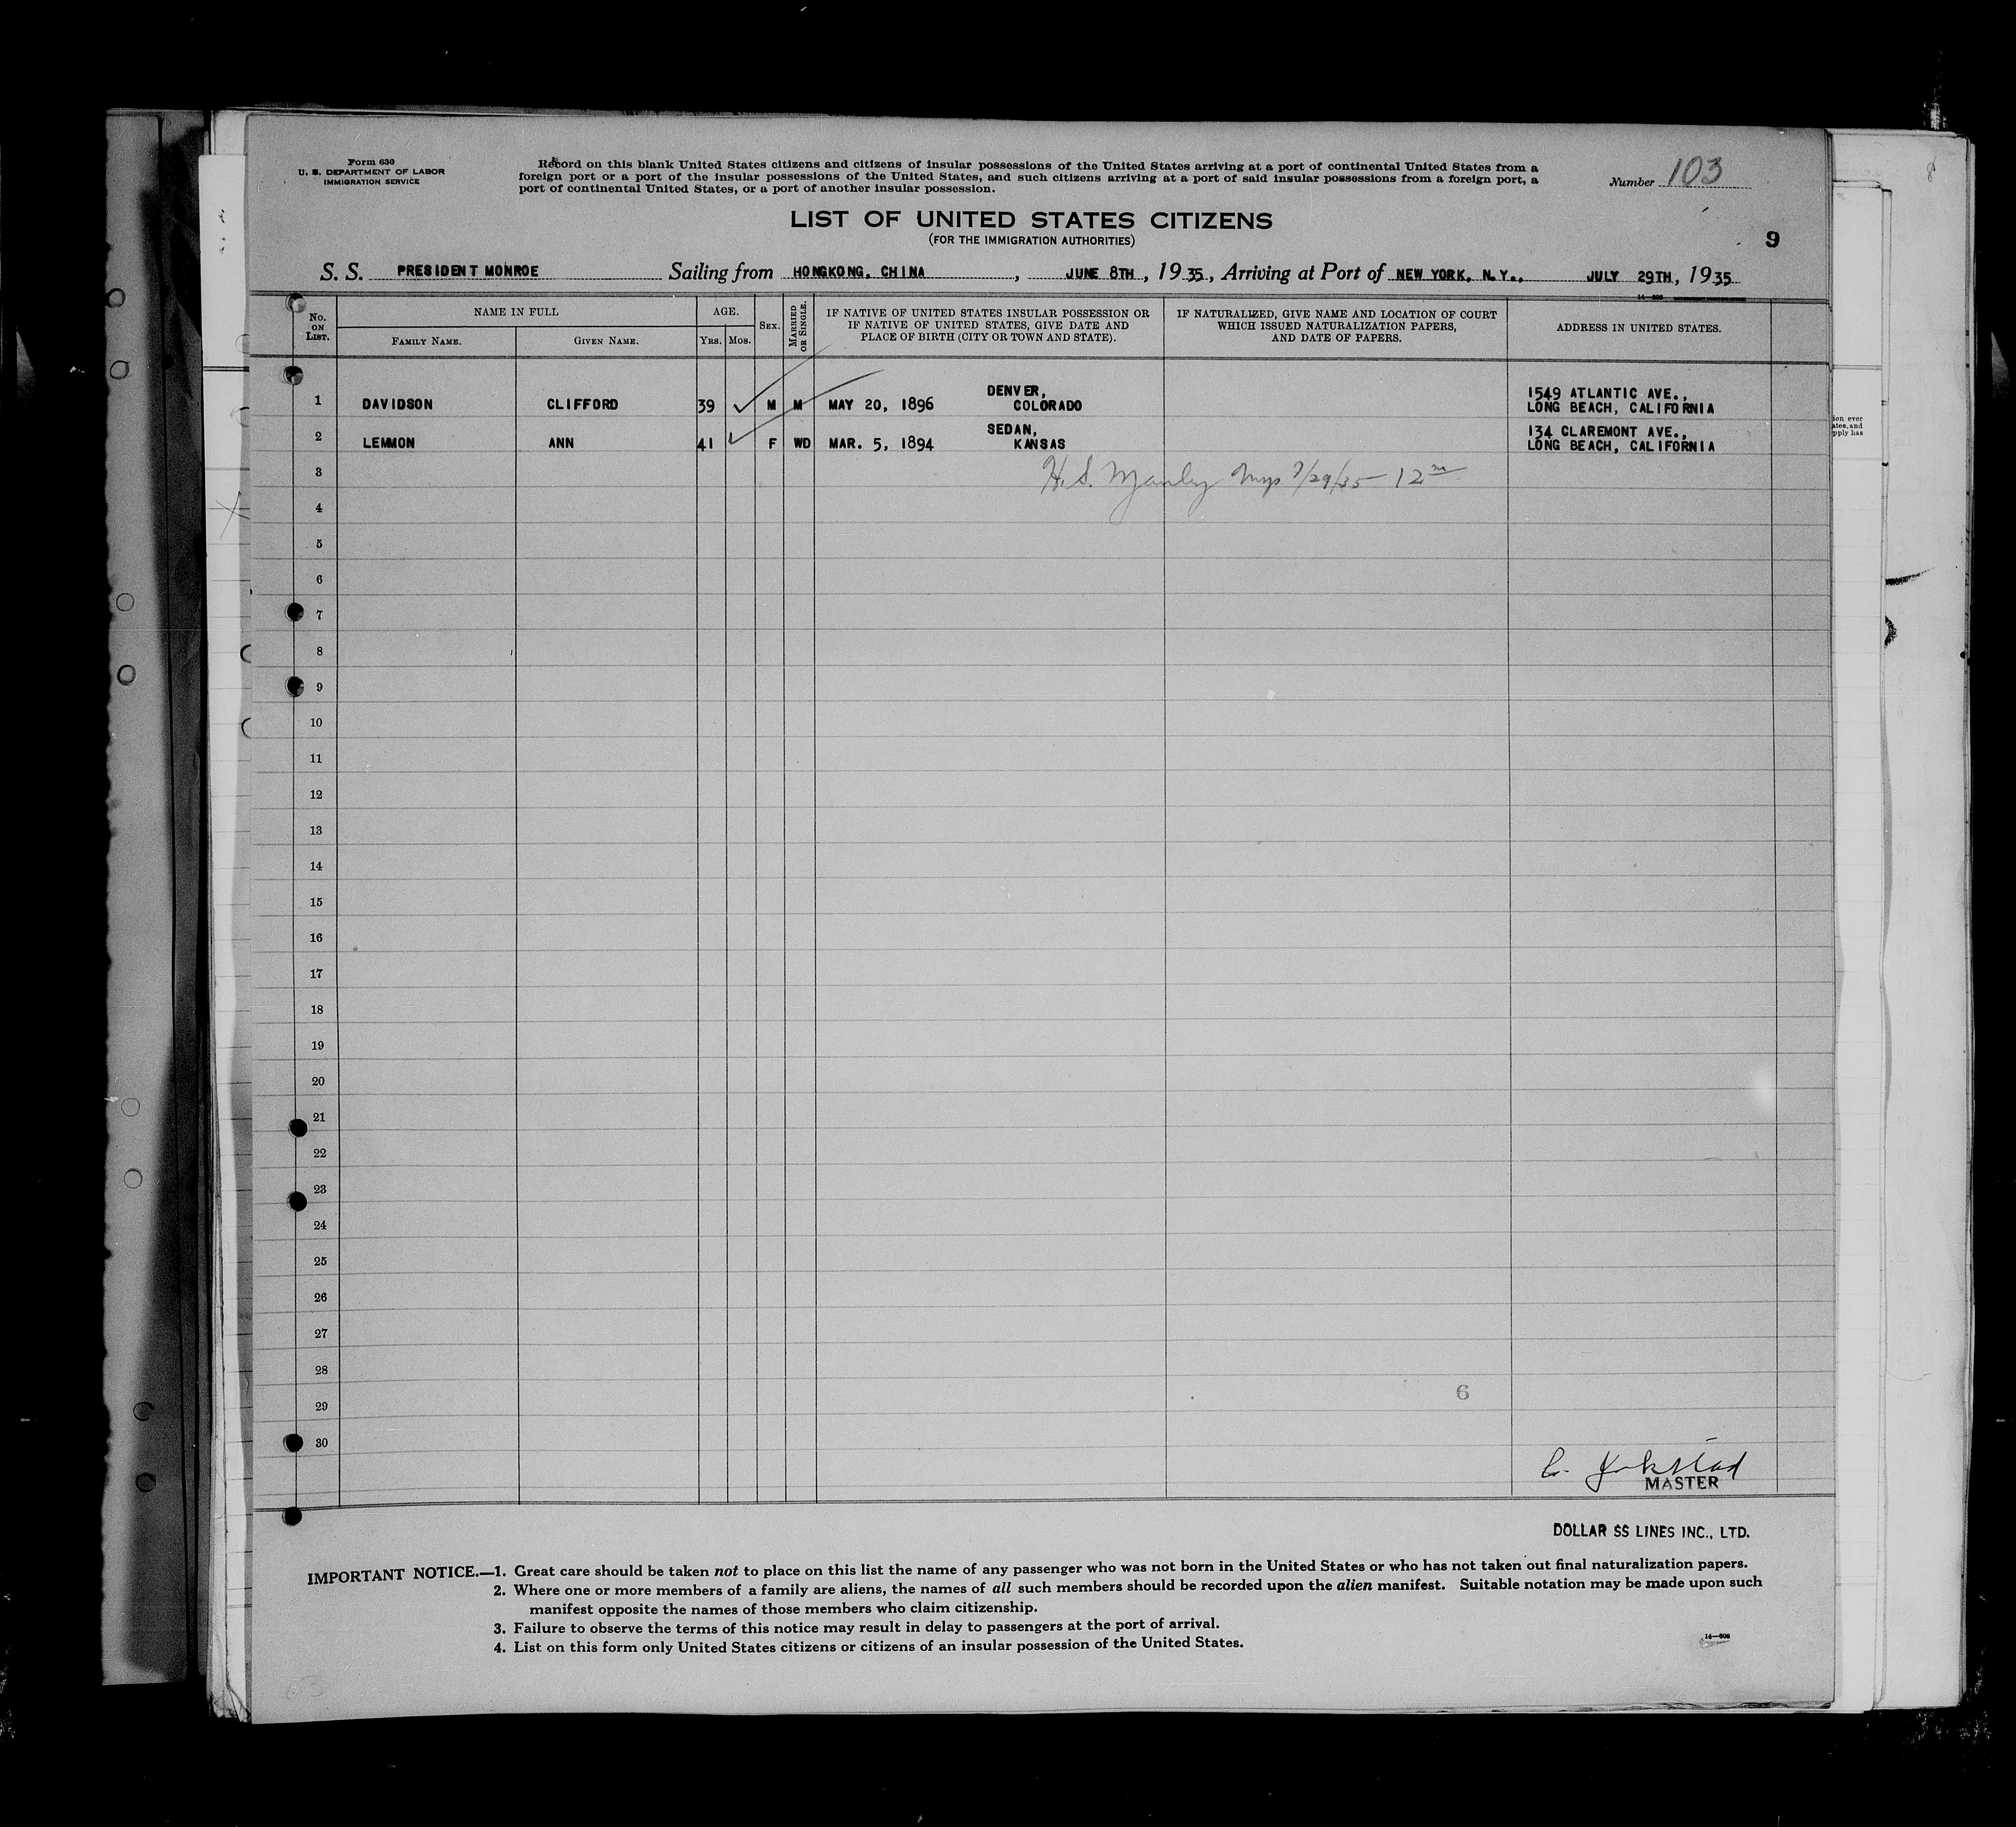 Form 630
U. S. DEPARTMENT OF LABOR
IMMIGRATION SERVICE
Record on this blank United States citizens and citizens of insular possessions of the United States arriving at a port of continental United States from a
foreign port or a port of the insular possessions of the United States, and such citizens arriving at a port of said insular possessions from a foreign port, a
port of continental United States, or a port of another insular possession.
Number 103
LIST OF UNITED STATES CITIZENS
(FOR THE IMMIGRATION AUTHORITIES)
9
S. S. PRESIDENT MONROE Sailing from HONGKONG, CHINA, JUNE 8TH, 1935, Arriving at Port of NEW YORK, N.Y., JULY 29TH, 1935
14—606
No. ON LIST. NAME IN FULL AGE. SEX. MARRIED OR SINGLE. IF NATIVE OF UNITED STATES INSULAR POSSESSION OR IF NATIVE OF UNITED STATES, GIVE DATE AND PLACE OF BIRTH (CITY OR TOWN AND STATE). IF NATURALIZED, GIVE NAME AND LOCATION OF COURT WHICH ISSUED NATURALIZATION PAPERS, AND DATE OF PAPERS. ADDRESS IN UNITED STATES.
FAMILY NAME. GIVEN NAME. YRS. MOS.
DENVER, 1549 ATLANTIC AVE.,
1 DAVIDSON CLIFFORD 39 M M MAY 20, 1896 COLORADO LONG BEACH, CALIFORNIA
SEDAN, 134 CLAREMONT AVE.,
2 LEMMON ANN 41 F WD MAR. 5, 1894 KANSAS LONG BEACH, CALIFORNIA
3 H. S. Manley 7/29/35 — 12
4
5
6
7
8
9
10
11
12
13
14
15
16
17
18
19
20
21
22
23
24
25
26
27
28
6
29
30
MASTER
DOLLAR SS LINES INC., LTD.
IMPORTANT NOTICE.—1. Great care should be taken not to place on this list the name of any passenger who was not born in the United States or who has not taken out final naturalization papers.
2. Where one or more members of a family are aliens, the names of all such members should be recorded upon the alien manifest. Suitable notation may be made upon such
manifest opposite the names of those members who claim citizenship.
3. Failure to observe the terms of this notice may result in delay to passengers at the port of arrival.
4. List on this form only United States citizens or citizens of an insular possession of the United States.
14—606